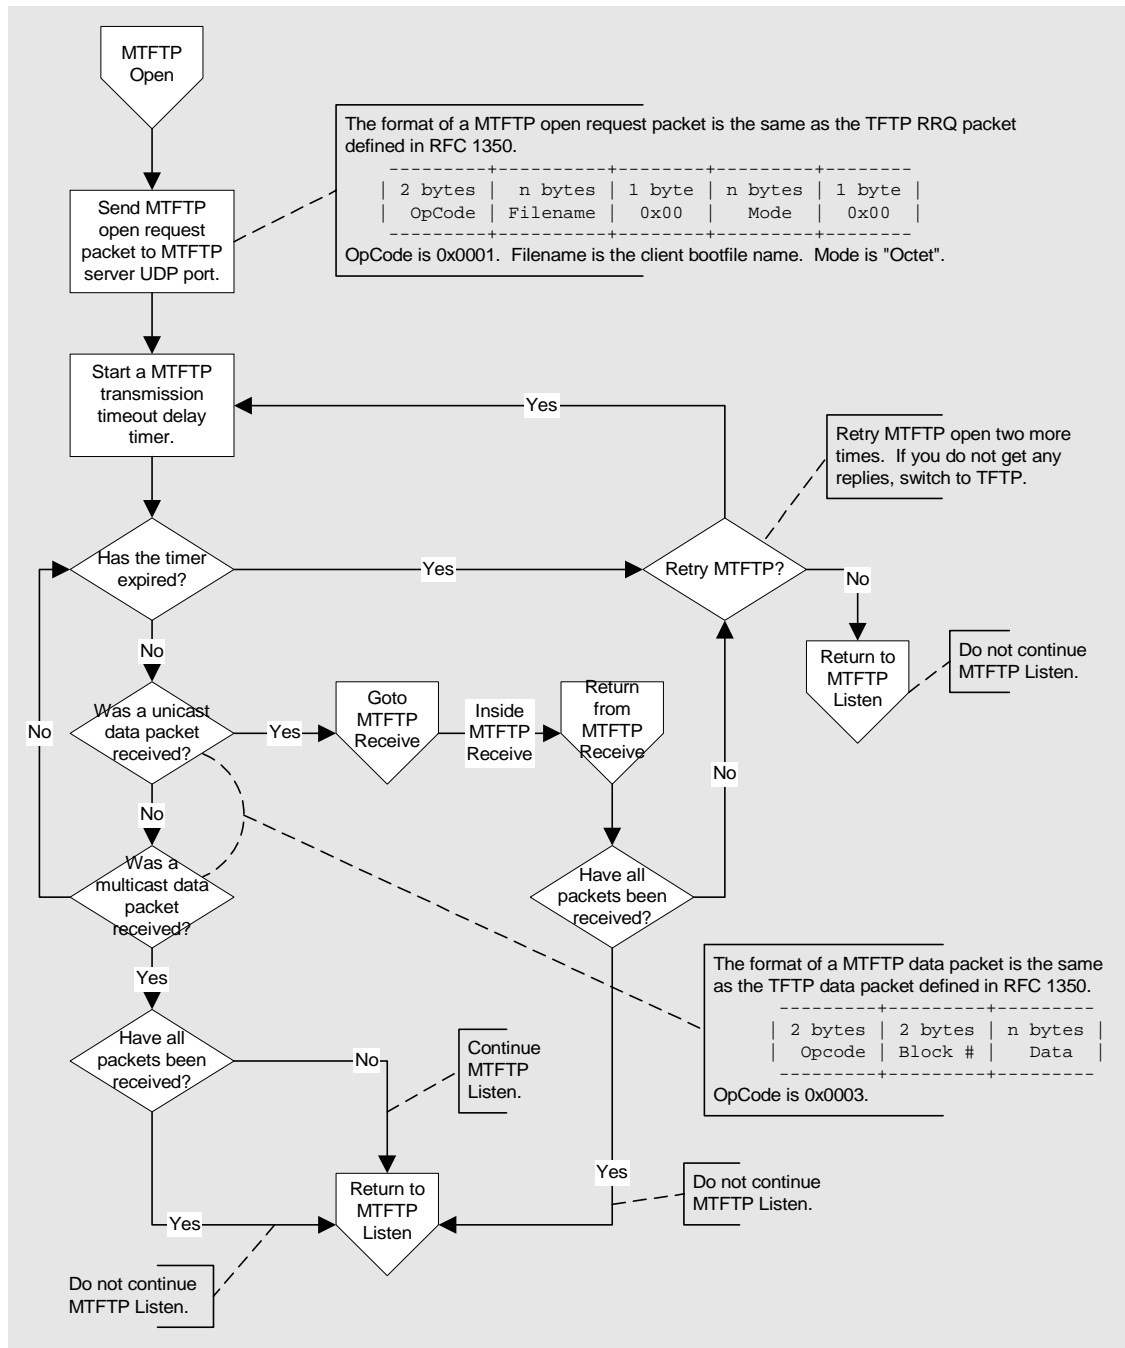 MTFTP
Open
The format of a MTFTP open request packet is the same as the TFTP RRQ packet
defined in RFC 1350.
---------+---------+--------+---------+--------
| 2 bytes | n bytes | 1 byte | n bytes | 1 byte |
| OpCode | Filename | 0x00 | Mode | 0x00 |
---------+---------+--------+---------+--------
OpCode is 0x0001. Filename is the client bootfile name. Mode is "Octet".
Send MTFTP
open request
packet to MTFTP
server UDP port.
Start a MTFTP
transmission
timeout delay
timer.
Yes
Retry MTFTP open two more
times. If you do not get any
replies, switch to TFTP.
Has the timer
expired?
Yes
Retry MTFTP?
No
No
Return to
MTFTP
Listen
Do not continue
MTFTP Listen.
No
Was a unicast
data packet
received?
Yes
Goto
MTFTP
Receive
Inside
MTFTP
Receive
Return
from
MTFTP
Receive
No
No
Was a
multicast data
packet
received?
Have all
packets been
received?
Yes
The format of a MTFTP data packet is the same
as the TFTP data packet defined in RFC 1350.
---------+---------+---------
| 2 bytes | 2 bytes | n bytes |
| Opcode | Block # | Data |
---------+---------+---------
OpCode is 0x0003.
Have all
packets been
received?
No
Continue
MTFTP
Listen.
Yes
Do not continue
MTFTP Listen.
Return to
MTFTP
Listen
Yes
Do not continue
MTFTP Listen.